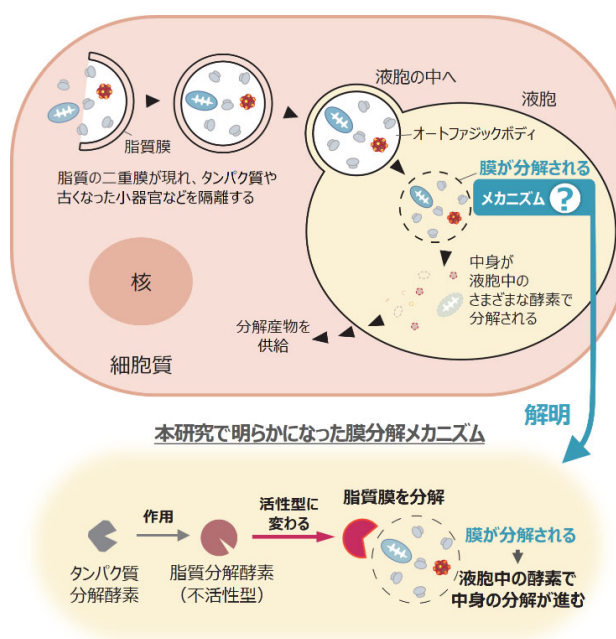 脂質膜
脂質の二重膜が現れ、タンパク質や
古くなった小器官などを隔離する
液胞の中へ
液胞
オートファジックボディ
膜が分解される
メカニズム ?
中身が
液胞中の
さまざまな酵素で
分解される
分解産物を
供給
核
細胞質
解明
本研究で明らかになった膜分解メカニズム
タンパク質
分解酵素
作用
脂質分解酵素
(不活性型)
活性型に
変わる
脂質膜を分解
膜が分解される
液胞中の酵素で
中身の分解が進む